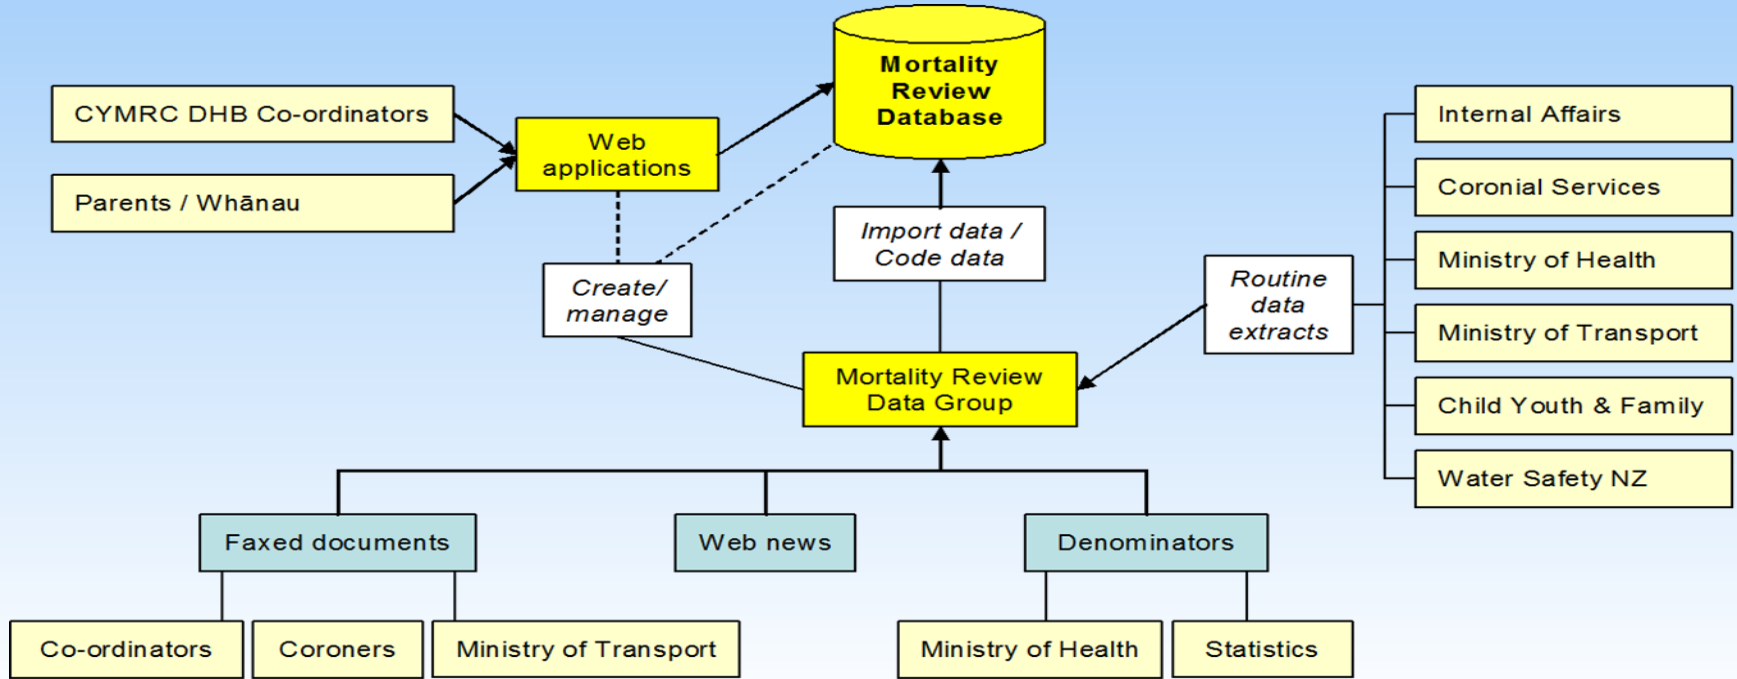 Mortality
Review
Database
CYMRC DHB Co-ordinators
Parents / Whānau
Web
applications
Create/
manage
Import data /
Code data
Routine
data
extracts
Internal Affairs
Coronial Services
Ministry of Health
Ministry of Transport
Child Youth & Family
Water Safety NZ
Mortality Review
Data Group
Faxed documents
Web news
Denominators
Co-ordinators
Coroners
Ministry of Transport
Ministry of Health
Statistics